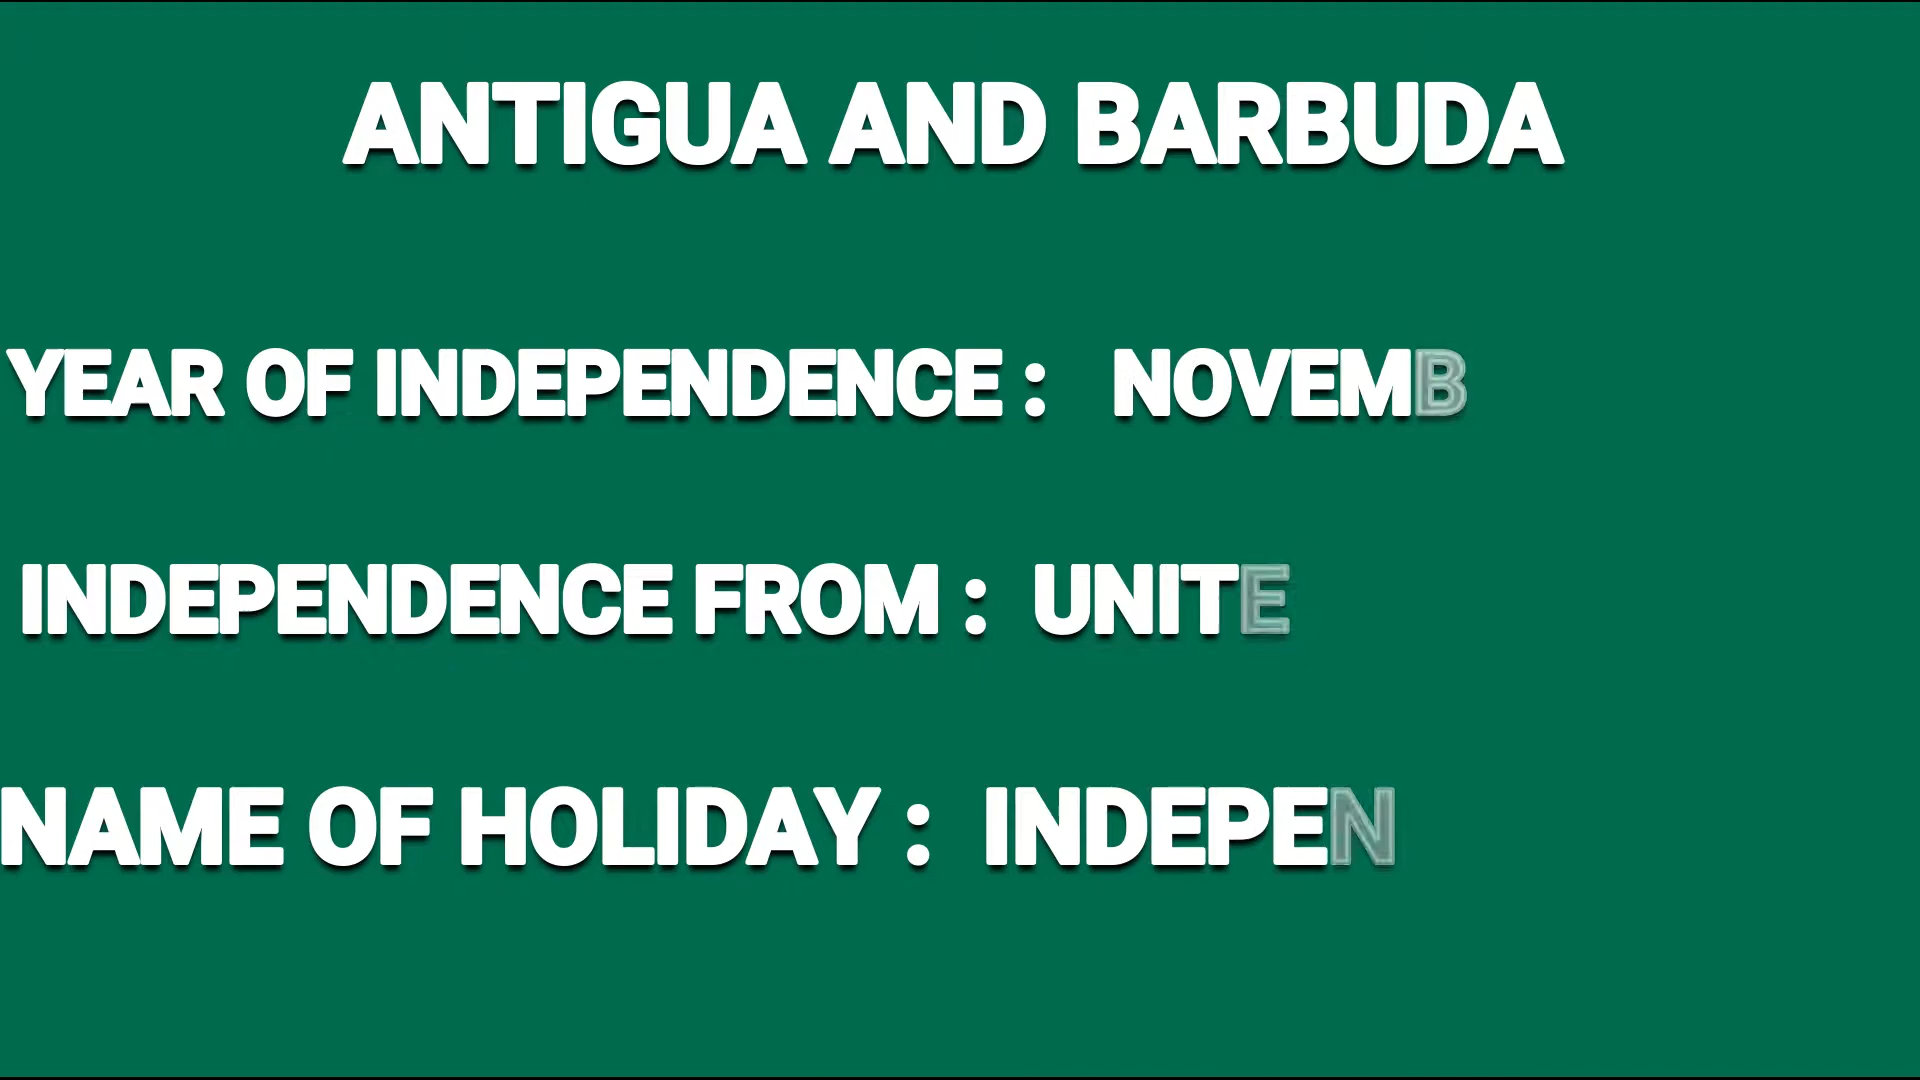 ANTIGUA AND BARBUDA
YEAR OF INDEPENDENCE : NOVEMB
INDEPENDENCE FROM : UNITE
NAME OF HOLIDAY : INDEPEN